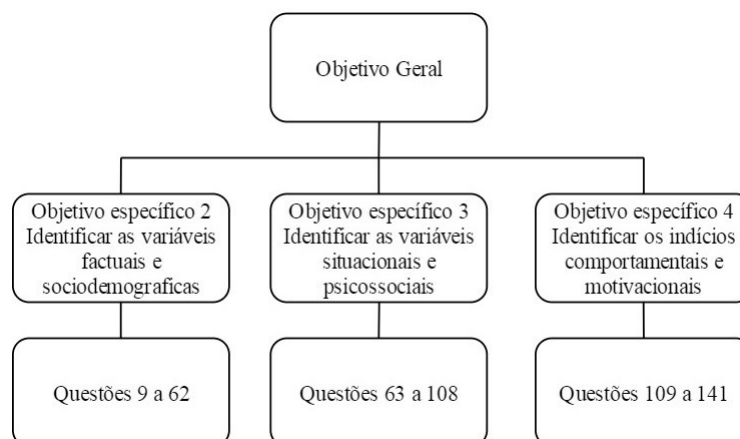 Objetivo Geral
Objetivo específico 2
Identificar as variáveis
factuais e
sociodemograficas
Objetivo específico 3
Identificar as variáveis
situacionais e
psicossociais
Objetivo específico 4
Identificar os indícios
comportamentais e
motivacionais
Questões 9 a 62
Questões 63 a 108
Questões 109 a 141